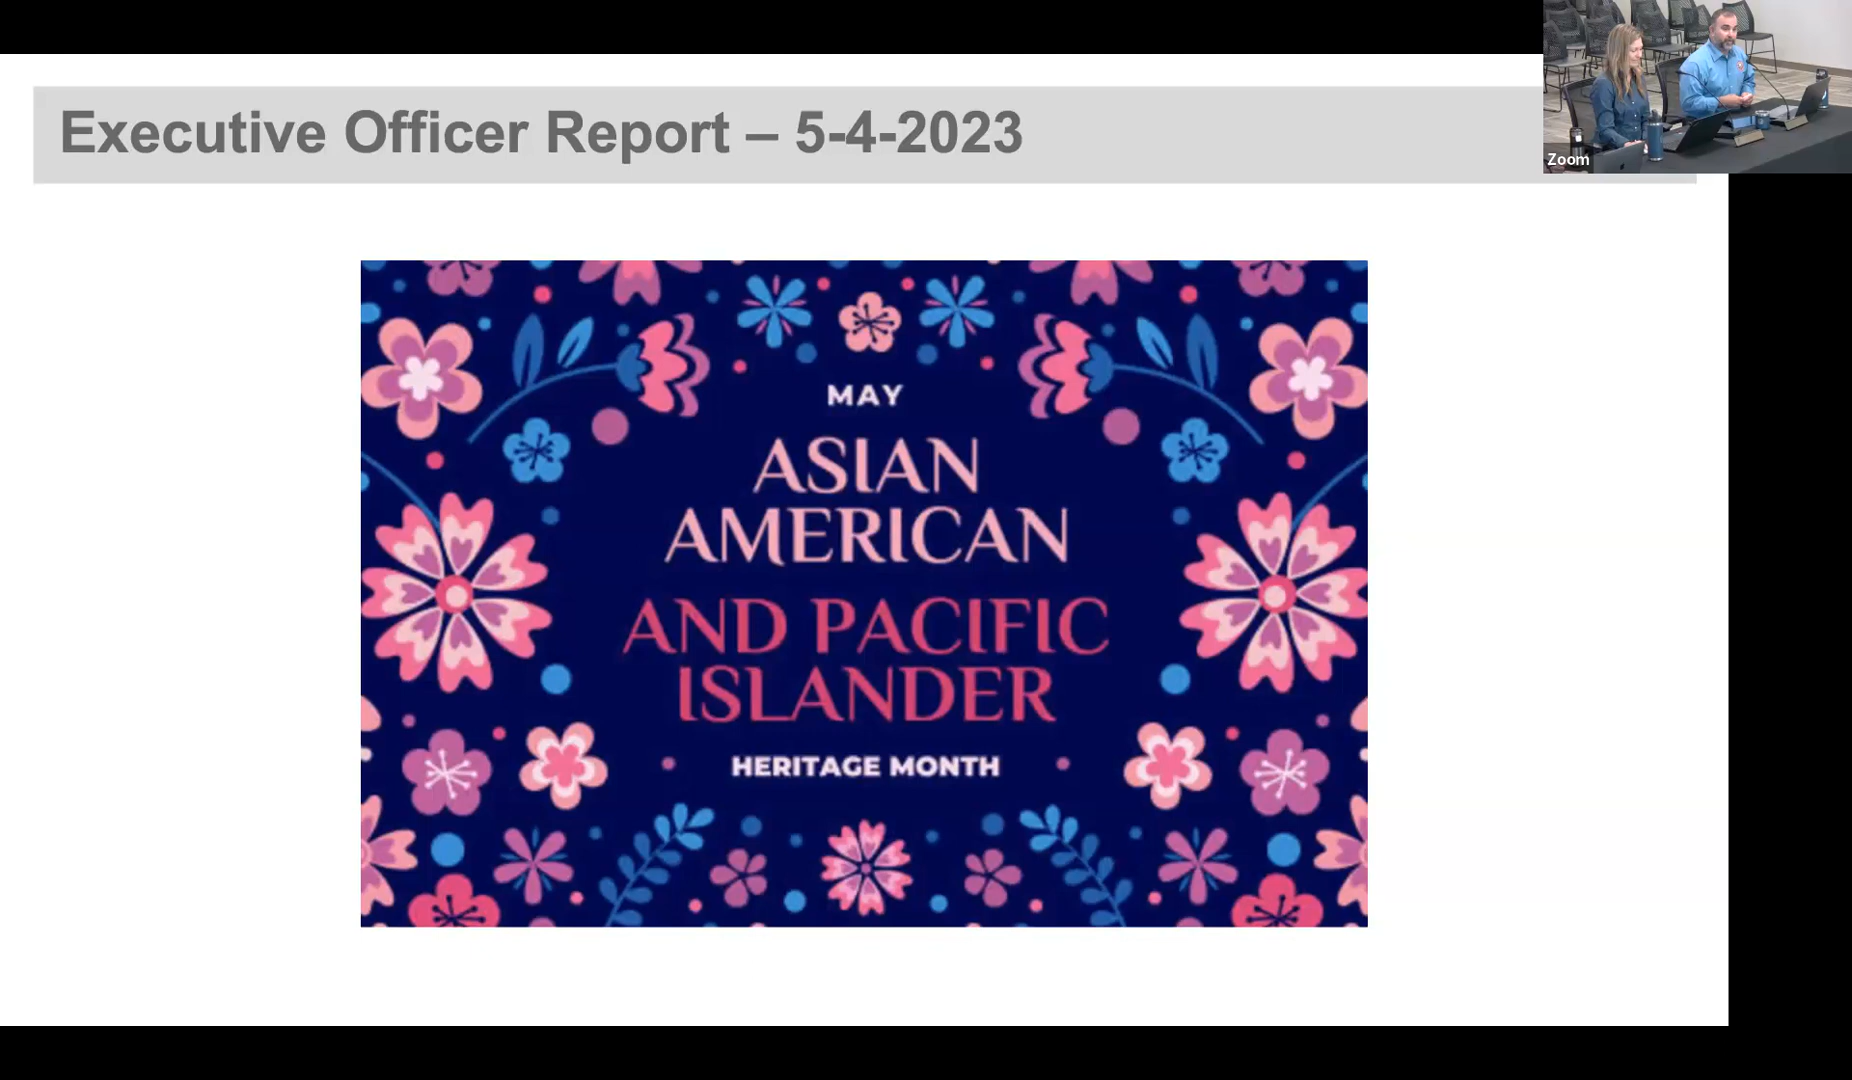 Executive Officer Report – 5-4-2023
Zoom
MAY
ASIAN
AMERICAN
AND PACIFIC
ISLANDER
HERITAGE MONTH